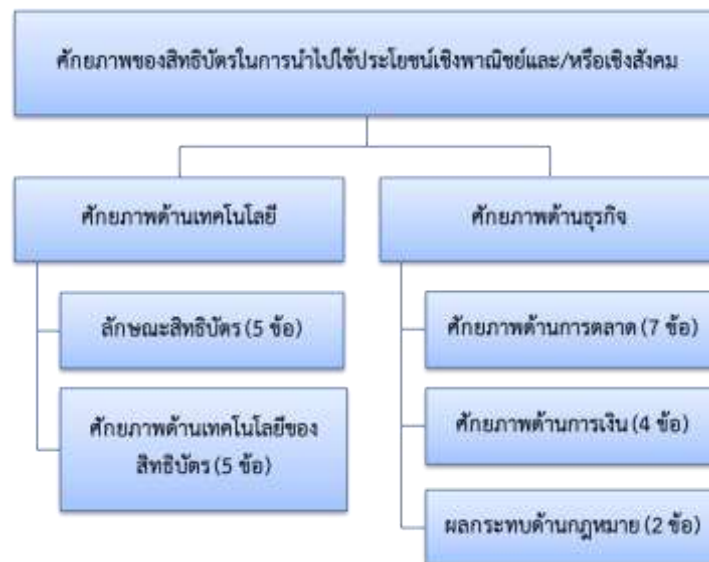 ศักยภาพของสิทธิบัตรในการนำไปใช้ประโยชน์เชิงพาณิชย์และ/หรือเชิงสังคม
ศักยภาพด้านเทคโนโลยี
ลักษณะสิทธิบัตร (5 ข้อ)
ศักยภาพด้านเทคโนโลยีของ
สิทธิบัตร (5 ข้อ)
ศักยภาพด้านธุรกิจ
ศักยภาพด้านการตลาด (7 ข้อ)
ศักยภาพด้านการเงิน (4 ข้อ)
ผลกระทบด้านกฎหมาย (2 ข้อ)